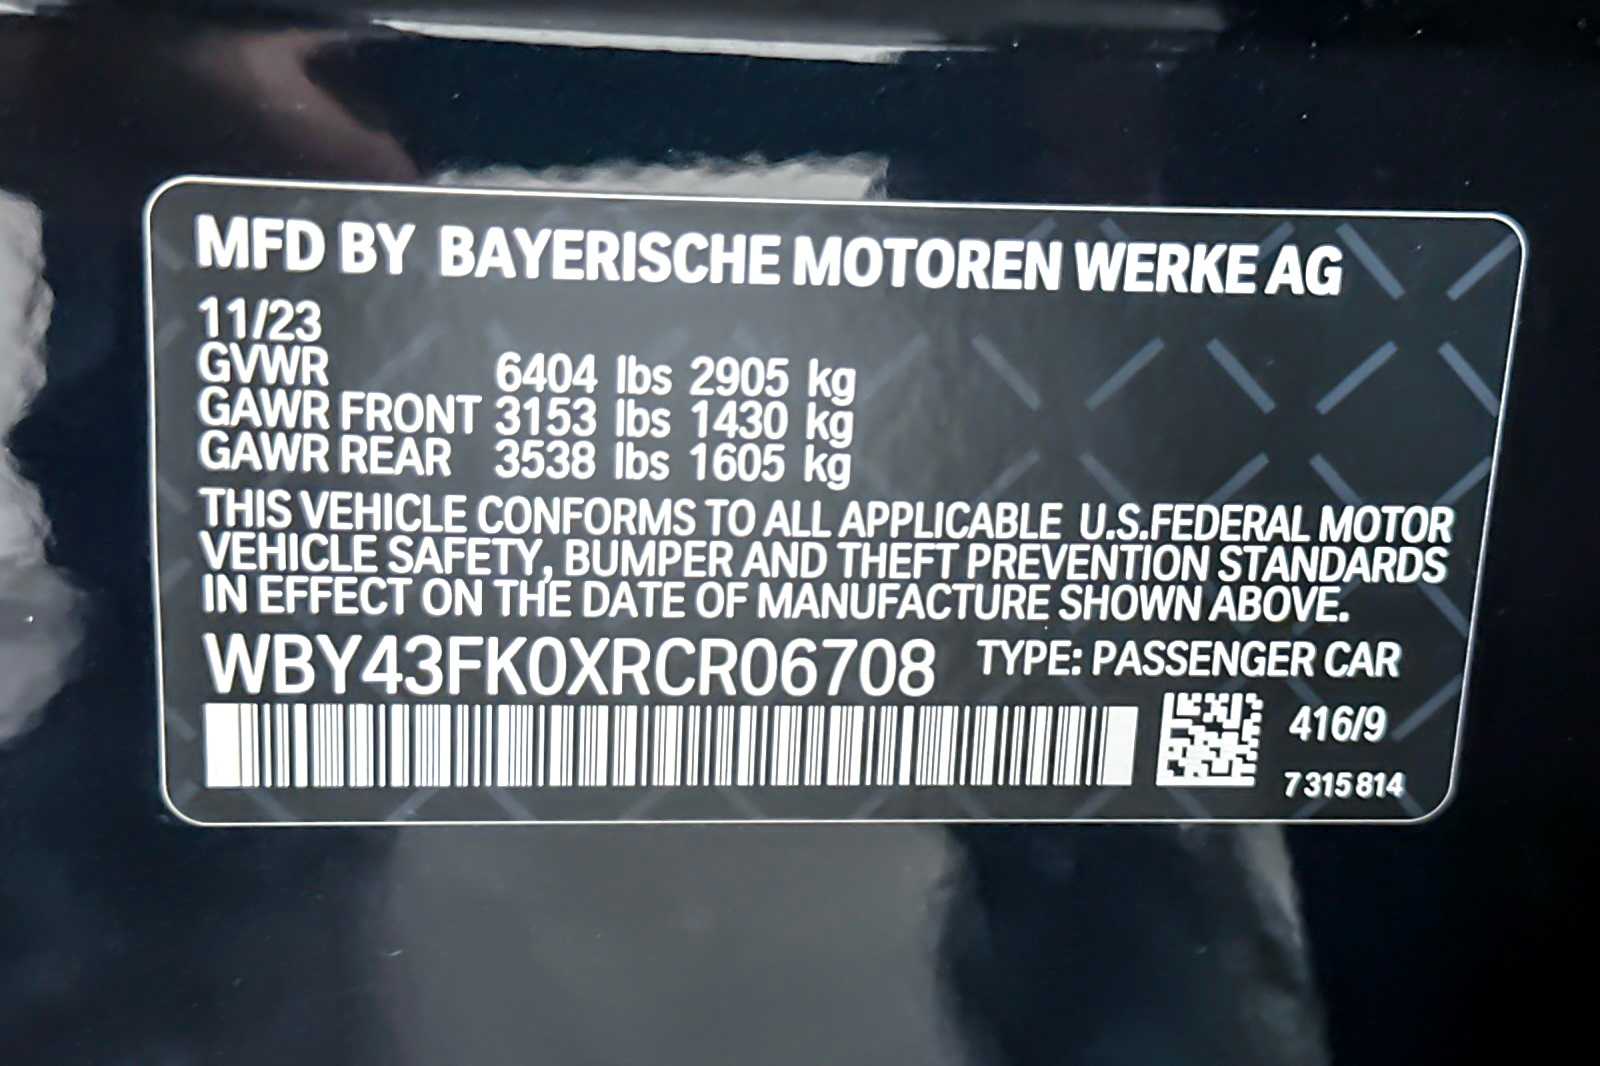 MFD BY BAYERISCHE MOTOREN WERKE AG
11/23
GVWR 6404 lbs 2905 kg
GAWR FRONT 3153 lbs 1430 kg
GAWR REAR 3538 lbs 1605 kg
THIS VEHICLE CONFORMS TO ALL APPLICABLE U.S.FEDERAL MOTOR
VEHICLE SAFETY, BUMPER AND THEFT PREVENTION STANDARDS
IN EFFECT ON THE DATE OF MANUFACTURE SHOWN ABOVE.
WBY43FK0XRCR06708 TYPE: PASSENGER CAR
416/9
7 315 814